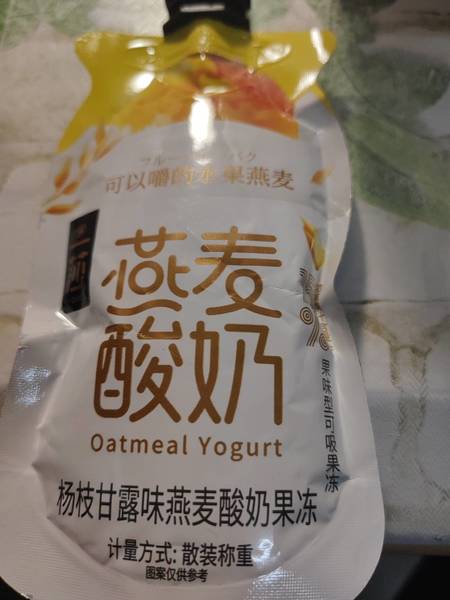 可以嚼的水果燕麦
燕麦
酸奶
Oatmeal Yogurt
果味型可吸果冻
杨枝甘露味燕麦酸奶果冻
计量方式: 散装称重
图案仅供参考